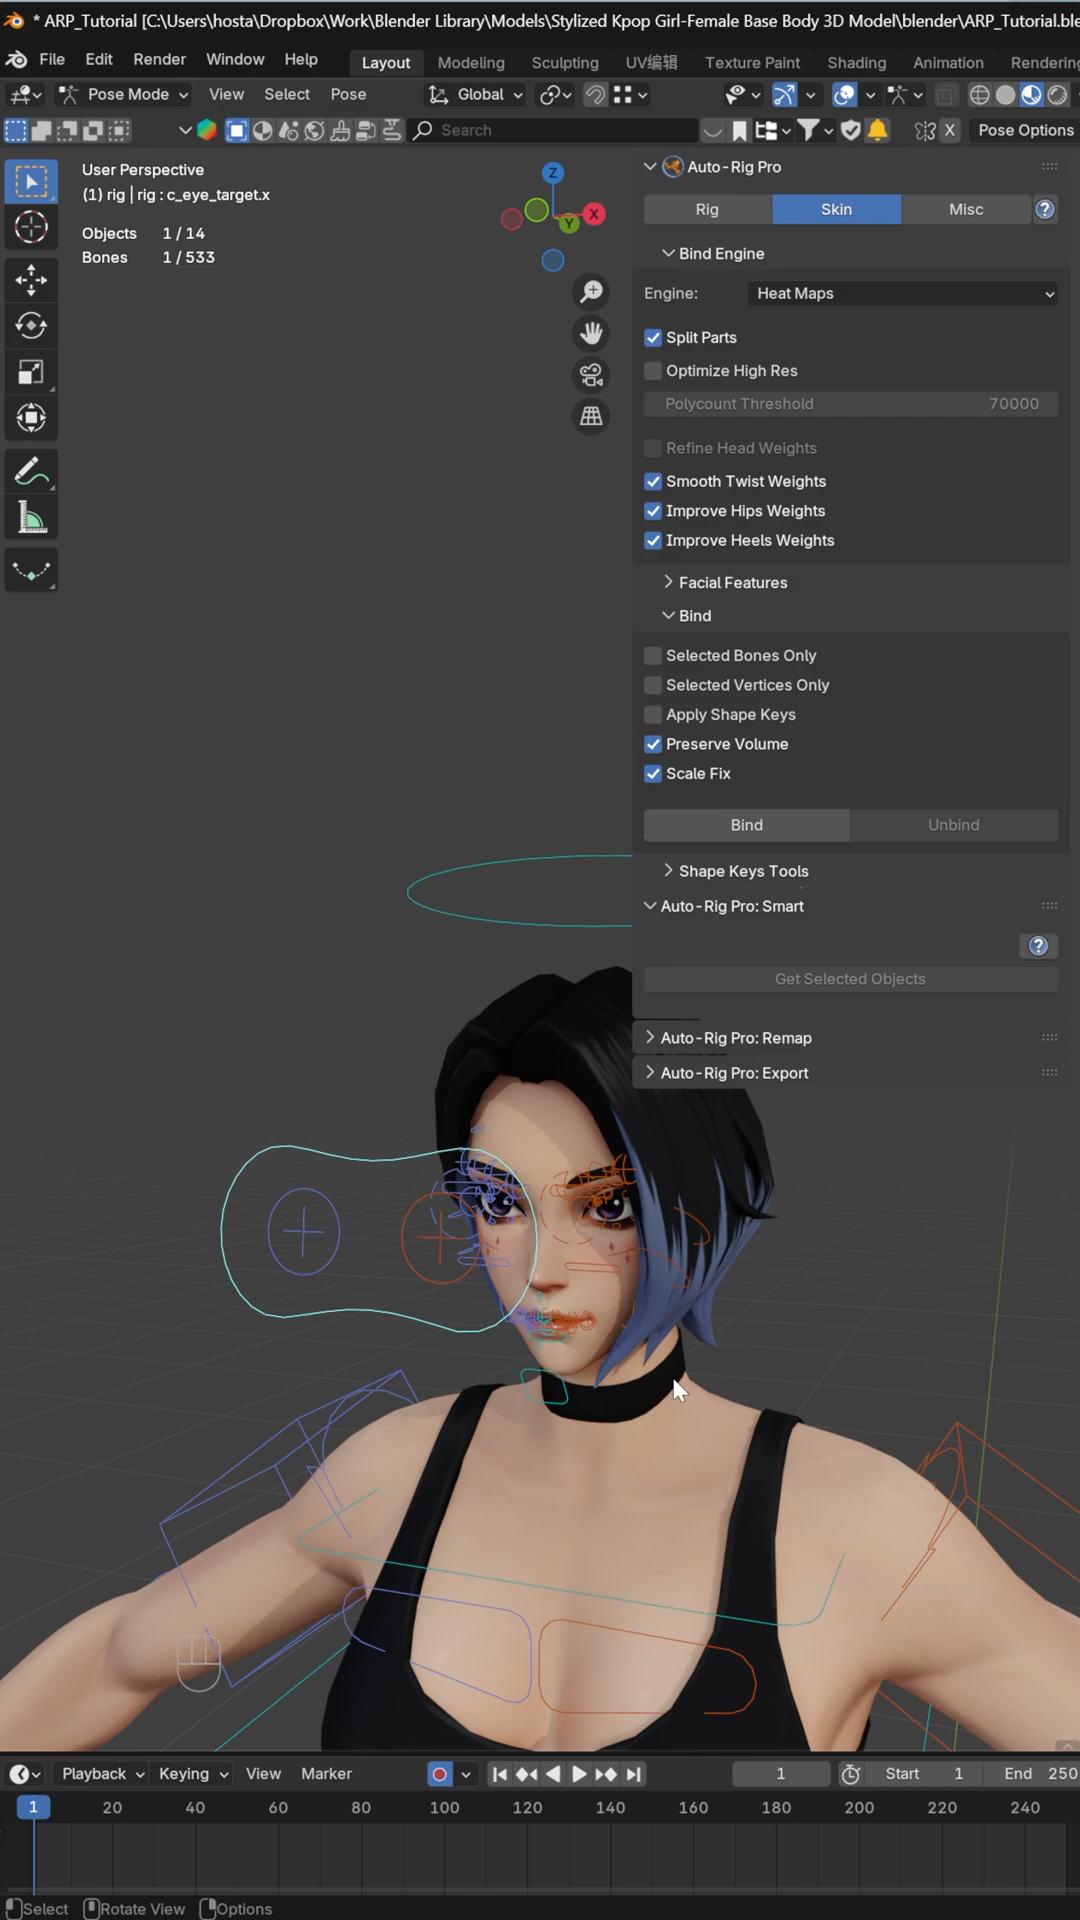 * ARP_Tutorial [C:\Users\hosta\Dropbox\Work\Blender Library\Models\Stylized Kpop Girl-Female Base Body 3D Model\blender\ARP_Tutorial.ble
File Edit Render Window Help Layout Modeling Sculpting UV编辑 Texture Paint Shading Animation Rendering
Pose Mode View Select Pose Global
Search X Pose Options
User Perspective
(1) rig | rig : c_eye_target.x
Objects 1 / 14
Bones 1 / 533
Z
X
Y
Auto-Rig Pro
Rig Skin Misc ?
Bind Engine
Engine: Heat Maps
Split Parts
Optimize High Res
Polycount Threshold 70000
Refine Head Weights
Smooth Twist Weights
Improve Hips Weights
Improve Heels Weights
Facial Features
Bind
Selected Bones Only
Selected Vertices Only
Apply Shape Keys
Preserve Volume
Scale Fix
Bind Unbind
Shape Keys Tools
Auto-Rig Pro: Smart
?
Get Selected Objects
Auto-Rig Pro: Remap
Auto-Rig Pro: Export
Playback Keying View Marker 1 Start 1 End 250
1 20 40 60 80 100 120 140 160 180 200 220 240
Select Rotate View Options